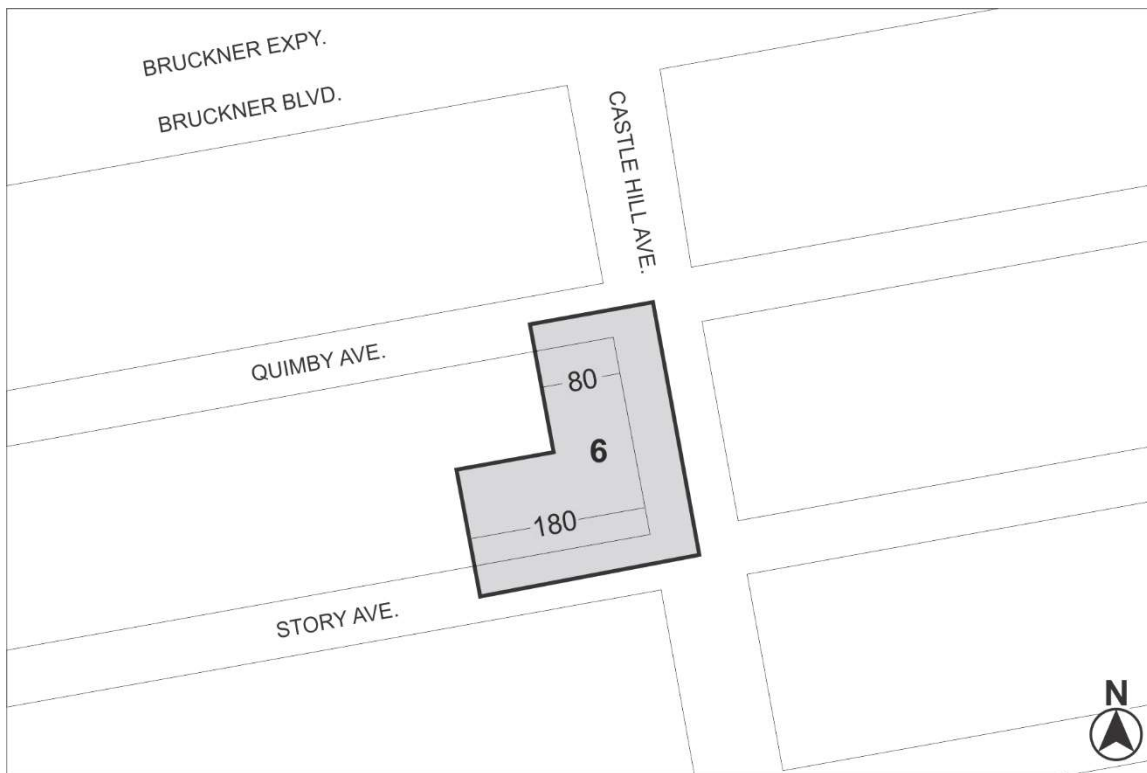 BRUCKNER EXPY.
BRUCKNER BLVD.
CASTLE HILL AVE.
QUIMBY AVE.
80
6
180
STORY AVE.
N